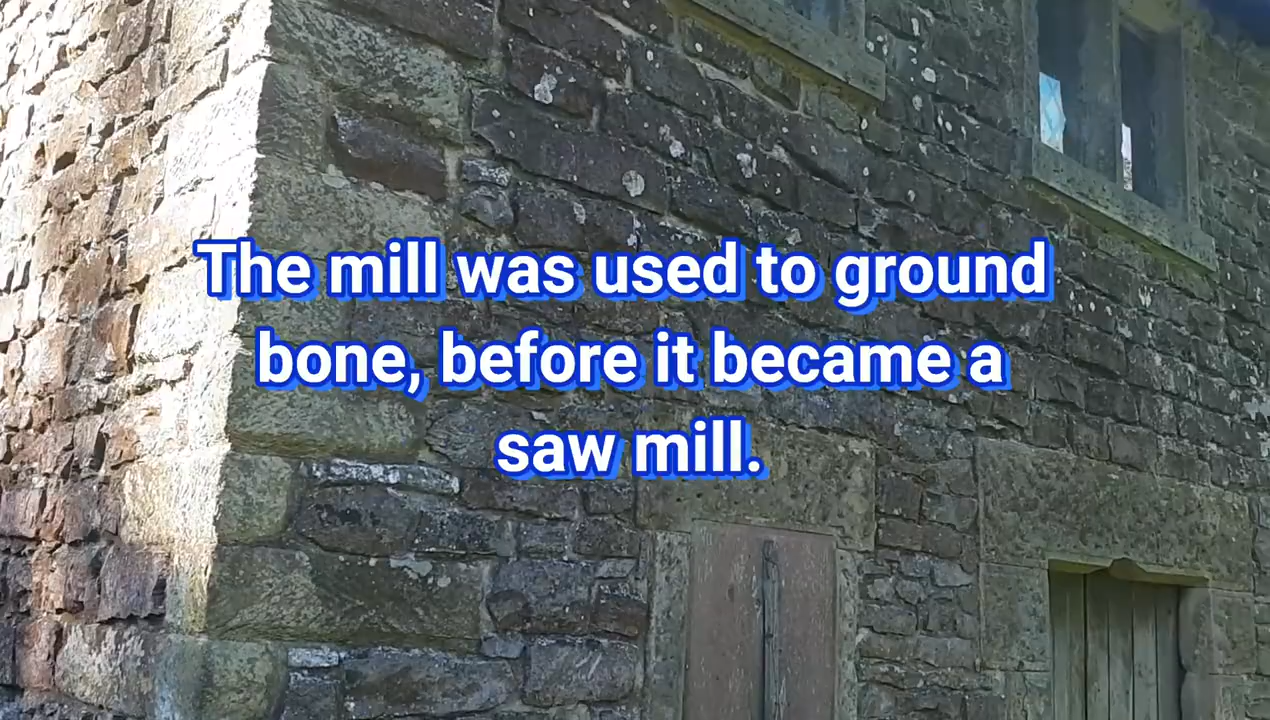 The mill was used to ground
bone, before it became a
saw mill.